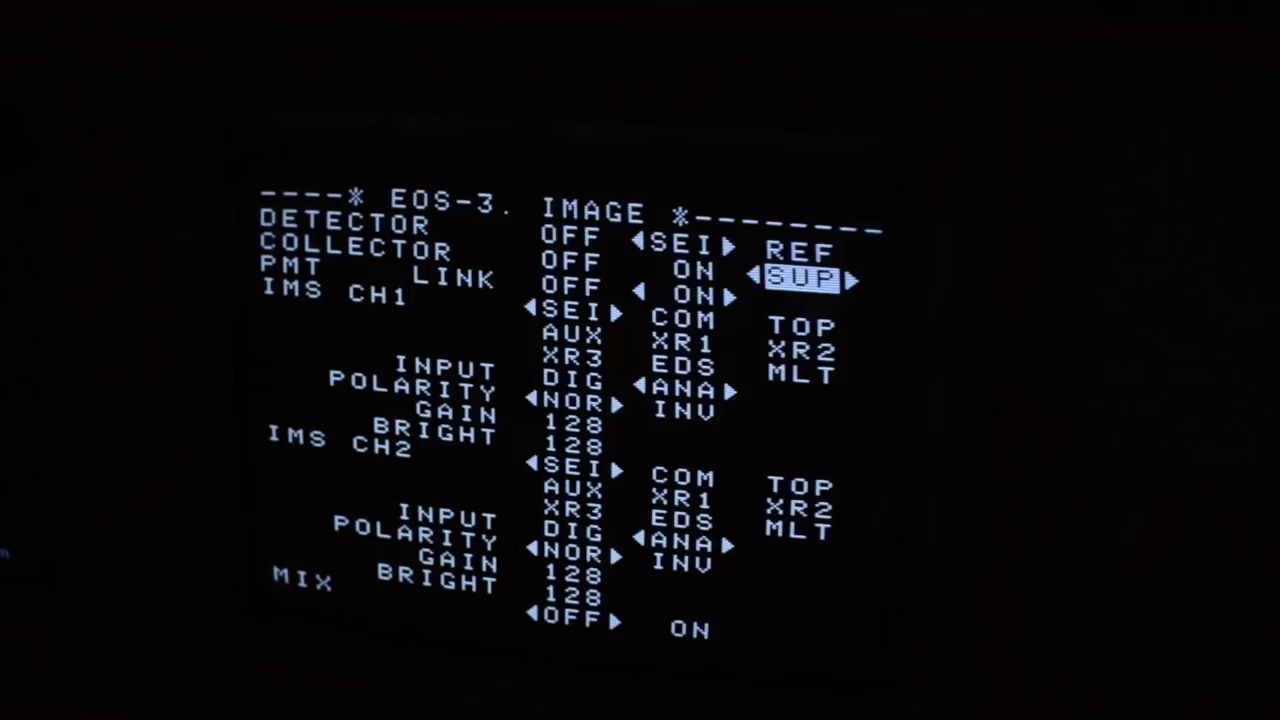 ----* EOS-3. IMAGE *---------
DETECTOR OFF ◀SEI▶ REF
COLLECTOR OFF ON ◀SUP▶
PMT LINK OFF ◀ ON▶
IMS CH1 ◀SEI▶ COM TOP
AUX XR1 XR2
XR3 EDS MLT
INPUT DIG ◀ANA▶
POLARITY ◀NOR▶ INV
GAIN 128
BRIGHT 128
IMS CH2 ◀SEI▶ COM TOP
AUX XR1 XR2
XR3 EDS MLT
INPUT DIG ◀ANA▶
POLARITY ◀NOR▶ INV
GAIN 128
BRIGHT 128
MIX ◀OFF▶ ON